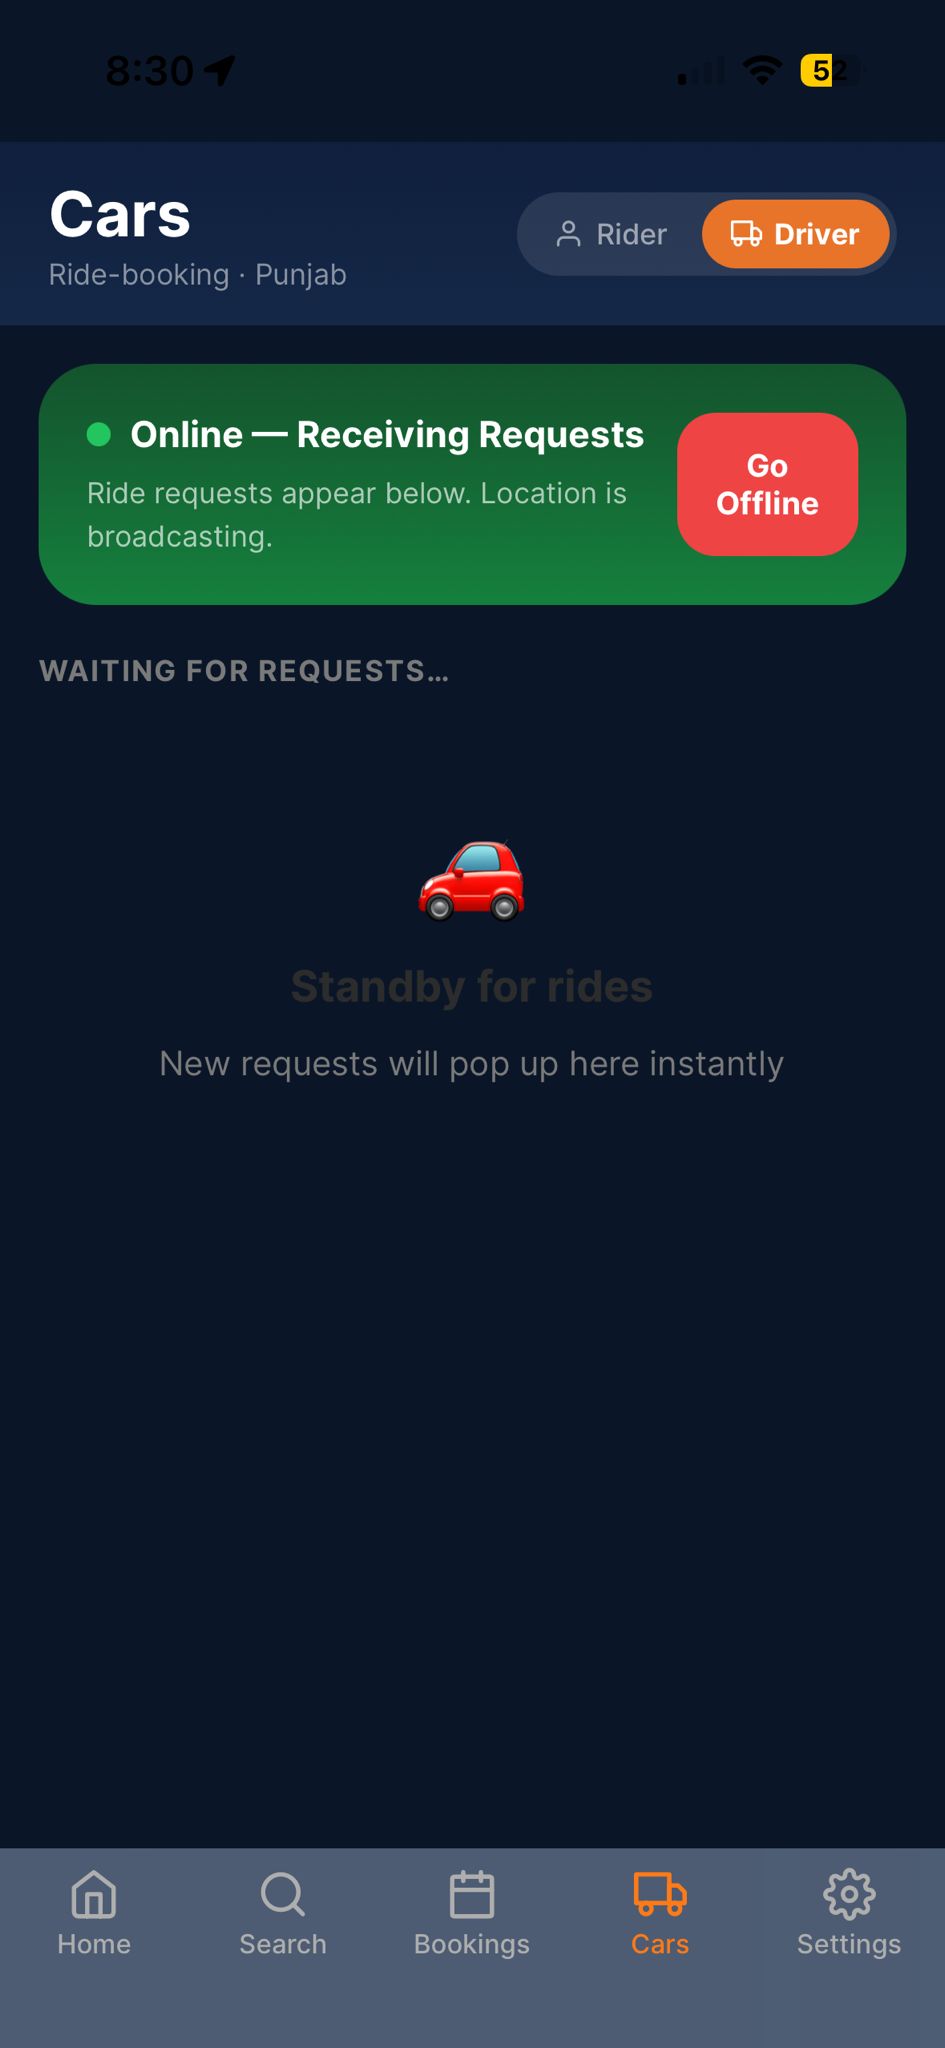 8:30
52
Cars
Ride-booking · Punjab
Rider
Driver
Online — Receiving Requests
Ride requests appear below. Location is
broadcasting.
Go
Offline
WAITING FOR REQUESTS…
Standby for rides
New requests will pop up here instantly
Home
Search
Bookings
Cars
Settings